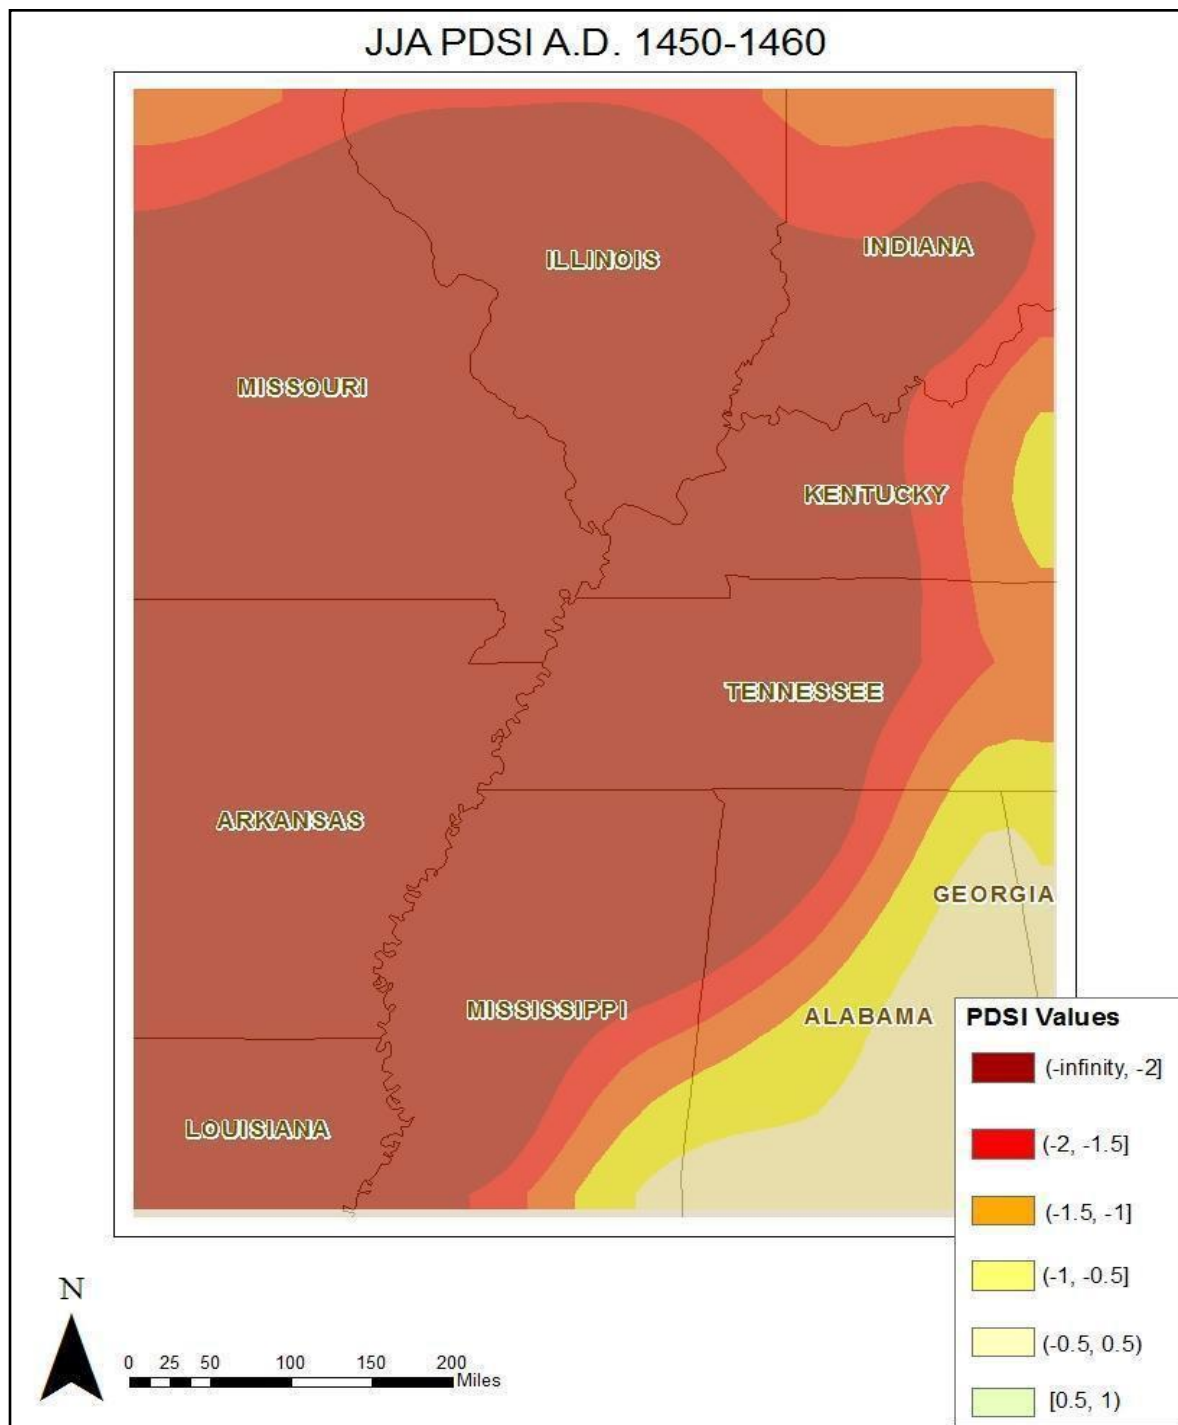 JJA PDSI A.D. 1450-1460
ILLINOIS
INDIANA
MISSOURI
KENTUCKY
TENNESSEE
ARKANSAS
GEORGIA
MISSISSIPPI
ALABAMA
LOUISIANA
PDSI Values
(-infinity, -2]
(-2, -1.5]
(-1.5, -1]
(-1, -0.5]
(-0.5, 0.5)
[0.5, 1)
N
0 25 50 100 150 200
Miles